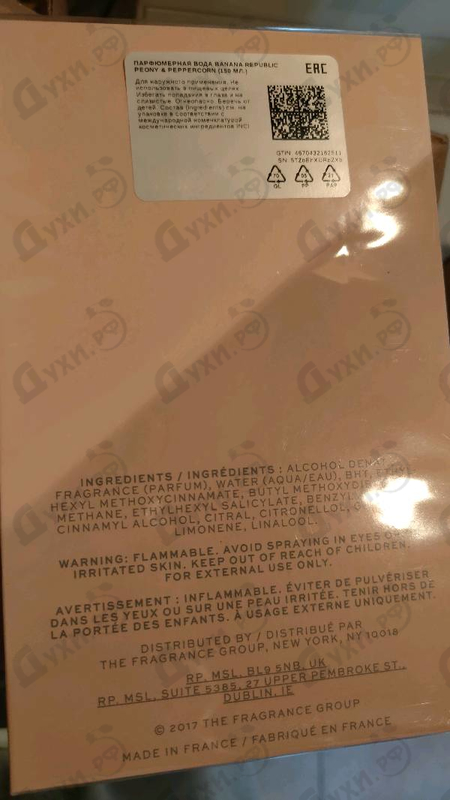 ПАРФЮМЕРНАЯ ВОДА BANANA REPUBLIC
PEONY & PEPPERCORN (150 МЛ.)
EAC
Для наружного применения. Не
использовать в пищевых целях.
Избегать попадания в глаза и на
слизистые. Огнеопасно. Беречь от
детей. Состав (Ingredients) см. на
упаковке в соответствии с
международной номенклатурой
косметических ингредиентов INCI
GTIN
SN
GL
PP
PAP
Духи.рф
INGREDIENTS / INGRÉDIENTS : ALCOHOL DENAT.
FRAGRANCE (PARFUM), WATER (AQUA/EAU), BHT,
HEXYL METHOXYCINNAMATE, BUTYL
METHANE, ETHYLHEXYL SALICYLATE, BENZYL
CINNAMYL ALCOHOL, CITRAL, CITRONELLOL,
LIMONENE, LINALOOL.
WARNING: FLAMMABLE. AVOID SPRAYING IN EYES OR
IRRITATED SKIN. KEEP OUT OF REACH OF CHILDREN.
FOR EXTERNAL USE ONLY.
AVERTISSEMENT : INFLAMMABLE. ÉVITER DE PULVÉRISER
DANS LES YEUX OU SUR UNE PEAU IRRITÉE. TENIR HORS DE
LA PORTÉE DES ENFANTS. À USAGE EXTERNE UNIQUEMENT.
DISTRIBUTED BY / DISTRIBUÉ PAR
THE FRAGRANCE GROUP, NEW YORK, NY 10018
RP, MSL, BL9 5NB, UK
RP, MSL, SUITE 5385, 27 UPPER PEMBROKE ST.,
DUBLIN, IE
© 2017 THE FRAGRANCE GROUP
MADE IN FRANCE / FABRIQUÉ EN FRANCE